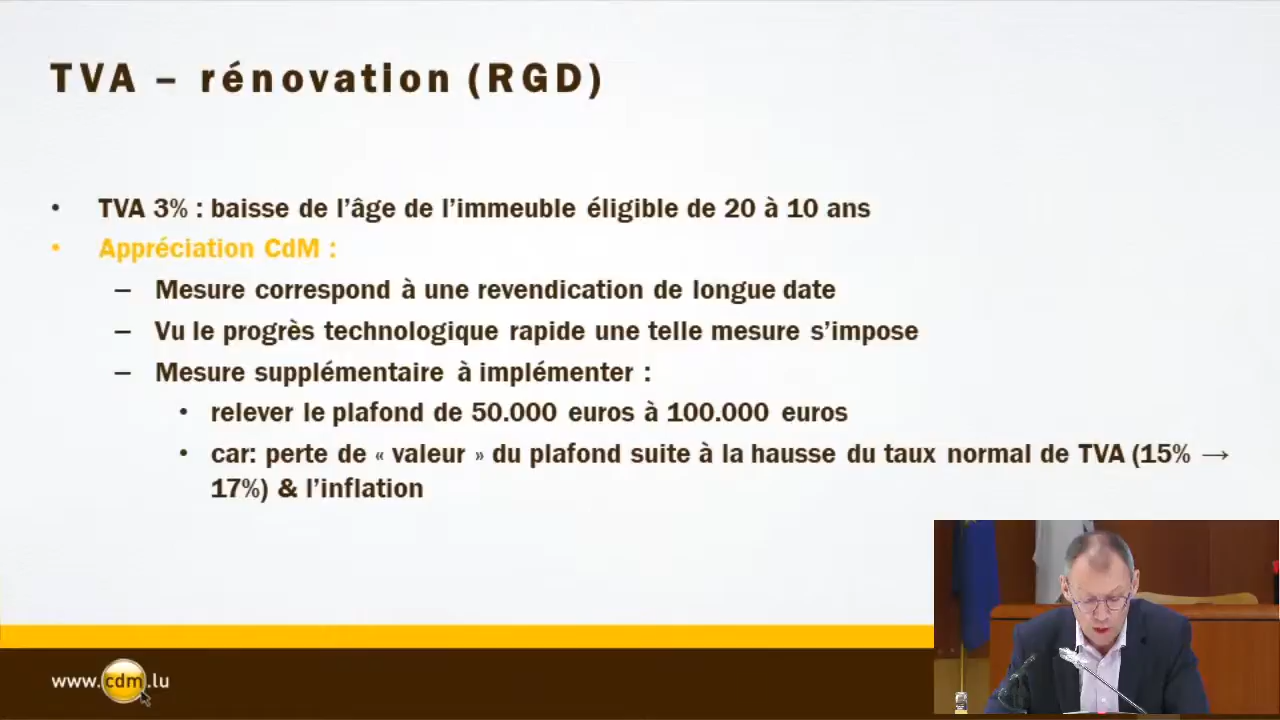 TVA – rénovation (RGD)
• TVA 3% : baisse de l’âge de l’immeuble éligible de 20 à 10 ans
• Appréciation CdM :
– Mesure correspond à une revendication de longue date
– Vu le progrès technologique rapide une telle mesure s’impose
– Mesure supplémentaire à implémenter :
• relever le plafond de 50.000 euros à 100.000 euros
• car: perte de « valeur » du plafond suite à la hausse du taux normal de TVA (15% →
17%) & l’inflation
www.cdm.lu